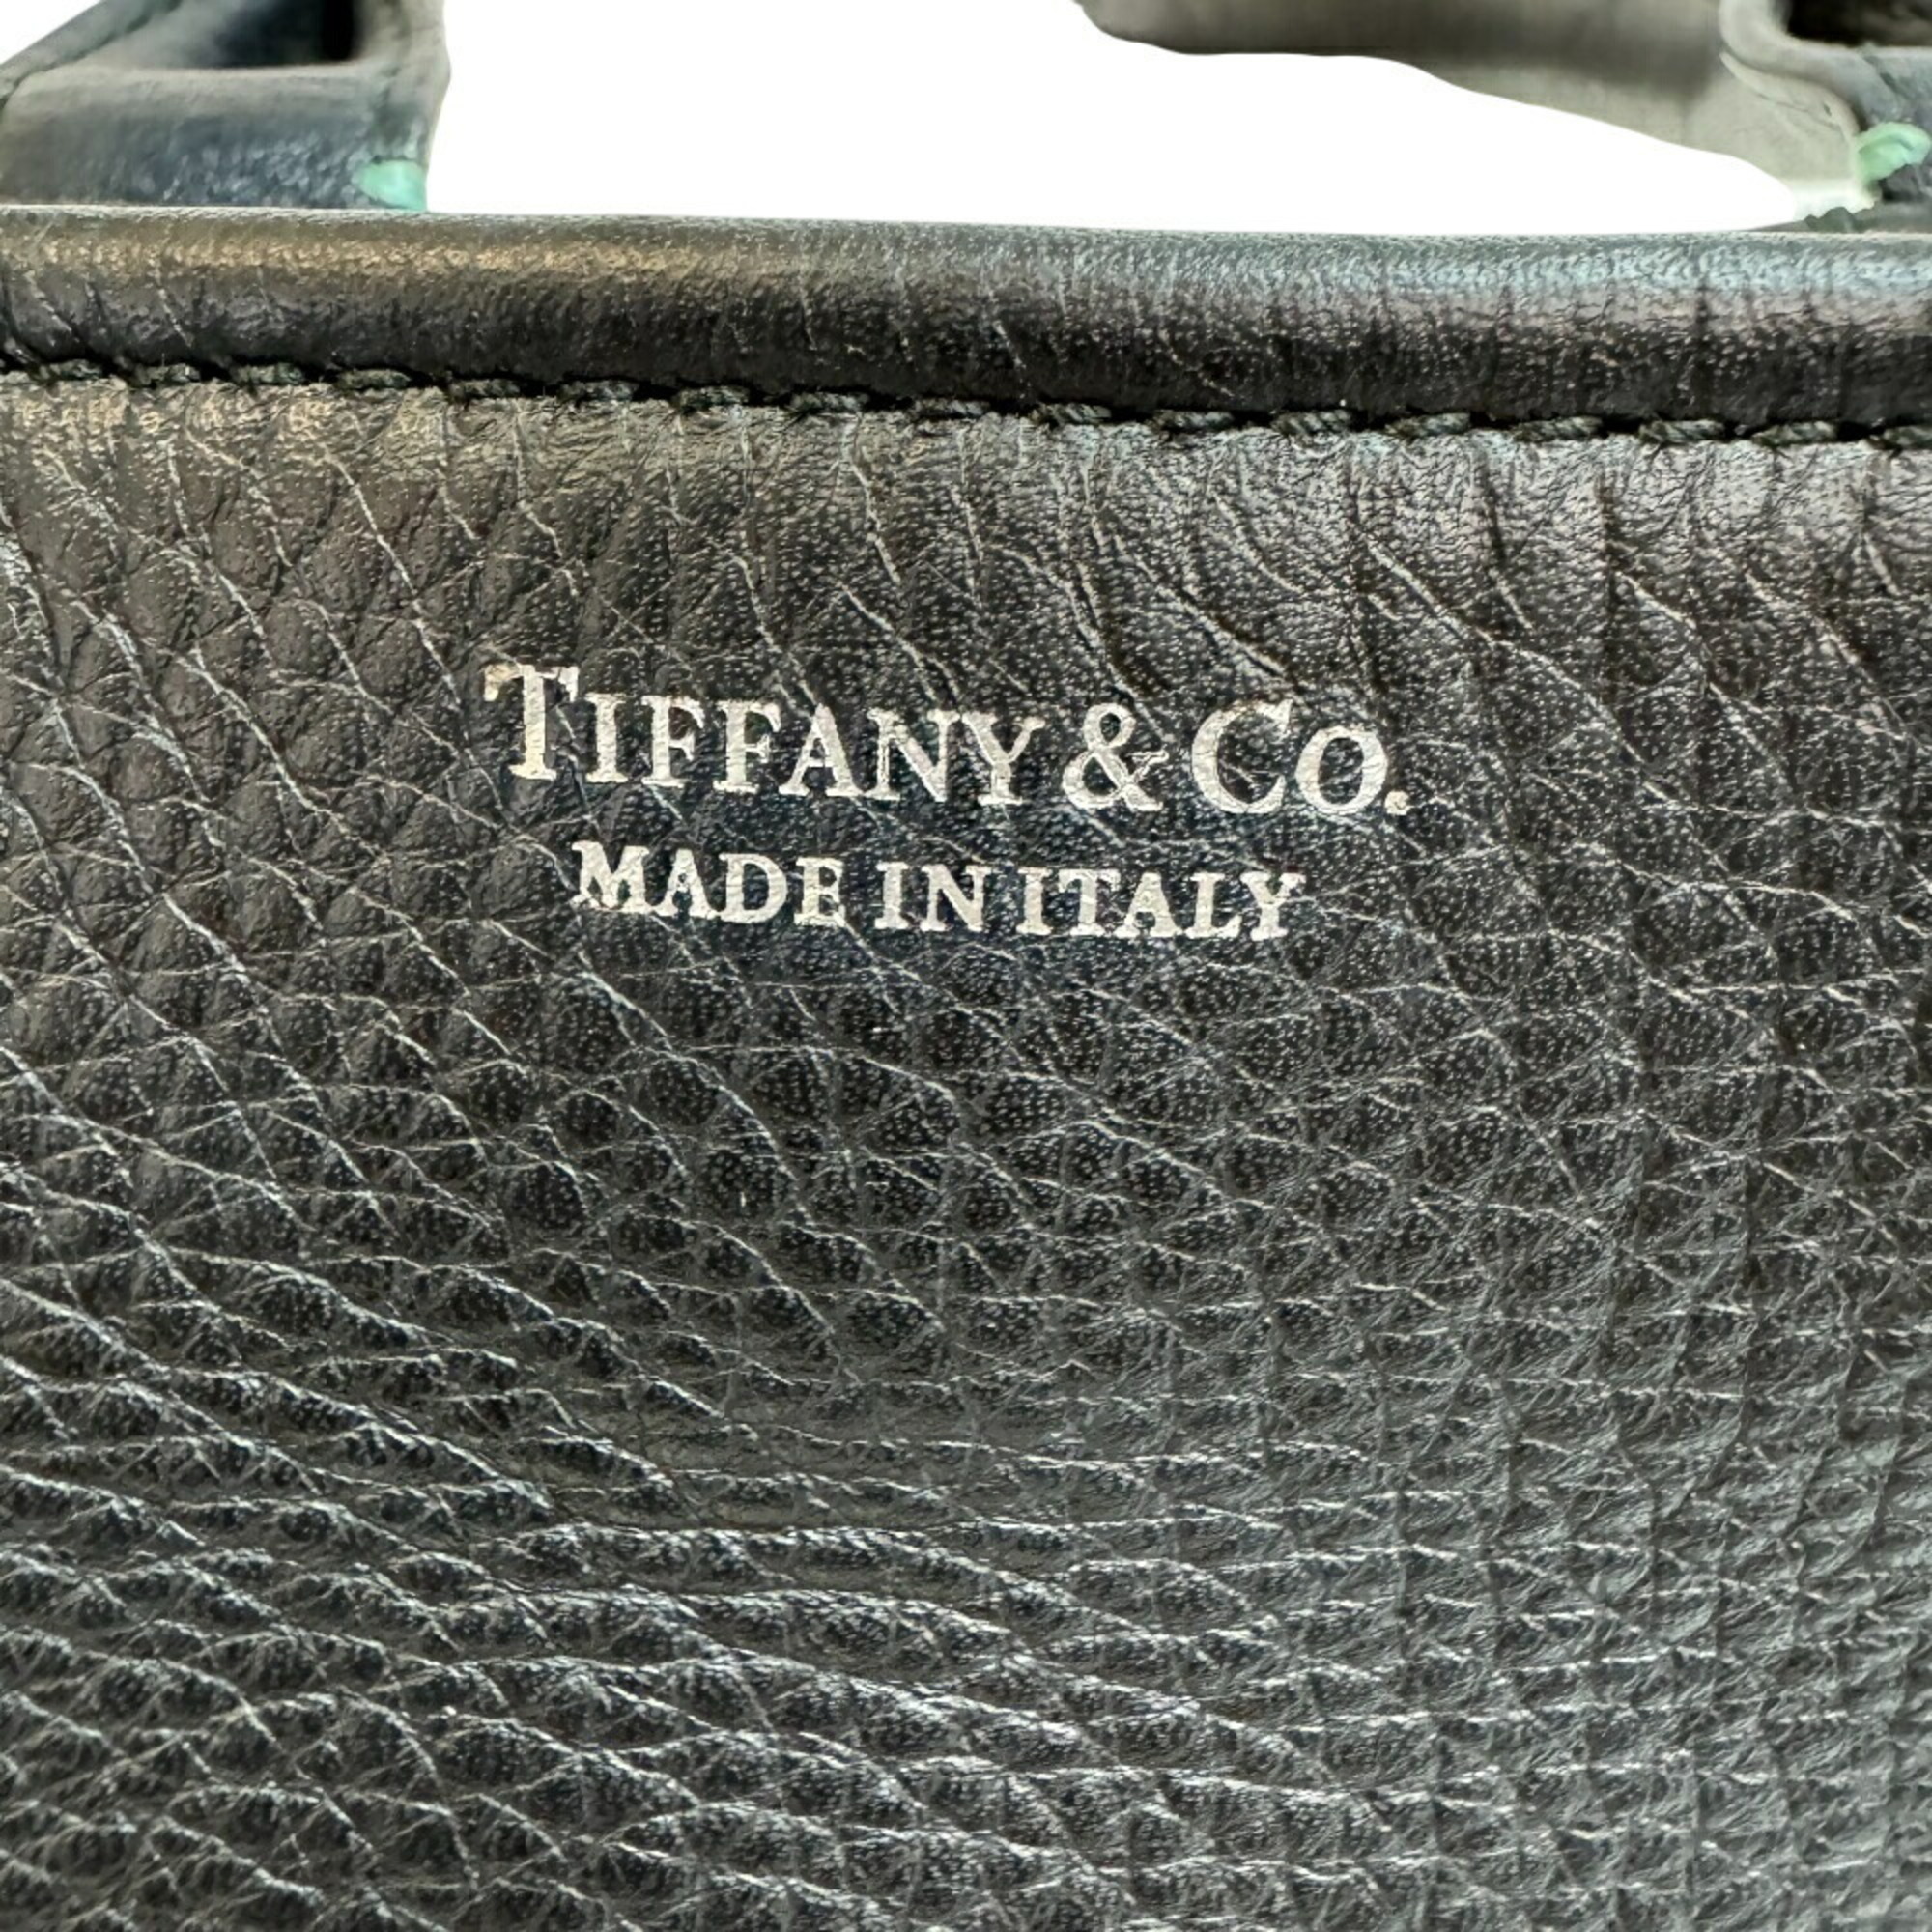 TIFFANY & CO.
MADE IN ITALY